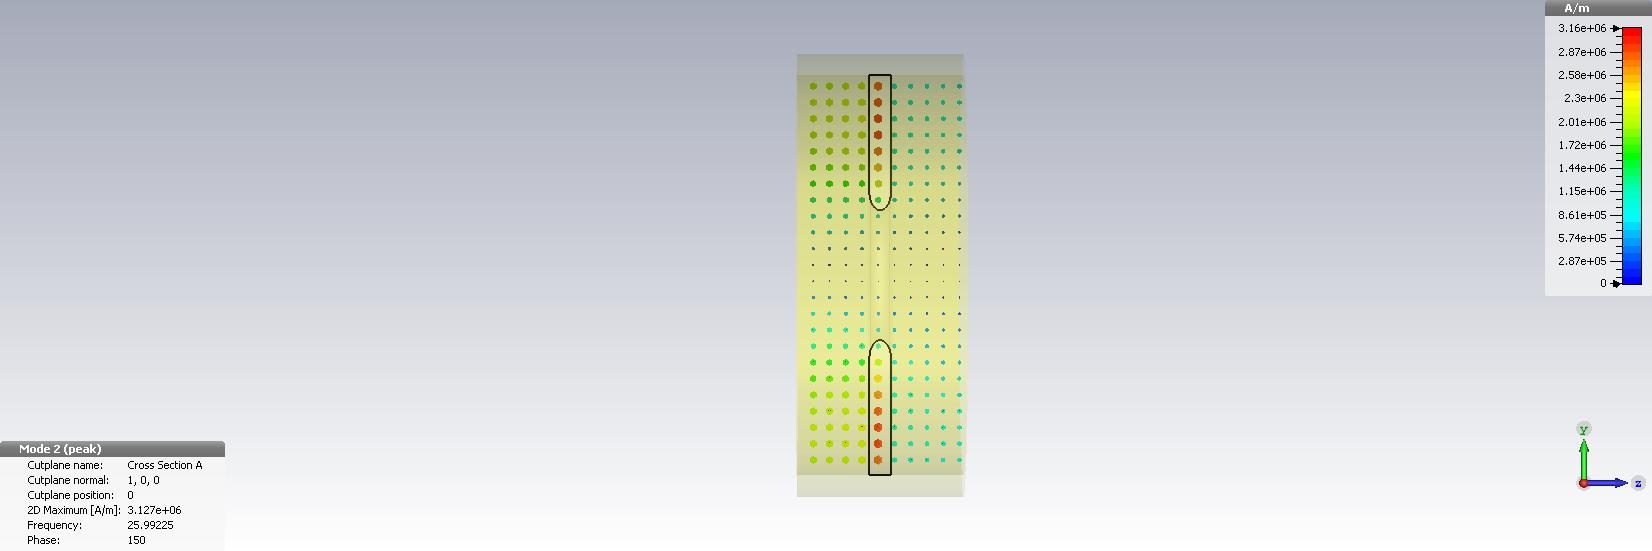 A/m
3.16e+06
2.87e+06
2.58e+06
2.3e+06
2.01e+06
1.72e+06
1.44e+06
1.15e+06
8.61e+05
5.74e+05
2.87e+05
0
y
z
Mode 2 (peak)
Cutplane name: Cross Section A
Cutplane normal: 1, 0, 0
Cutplane position: 0
2D Maximum [A/m]: 3.127e+06
Frequency: 25.99225
Phase: 150